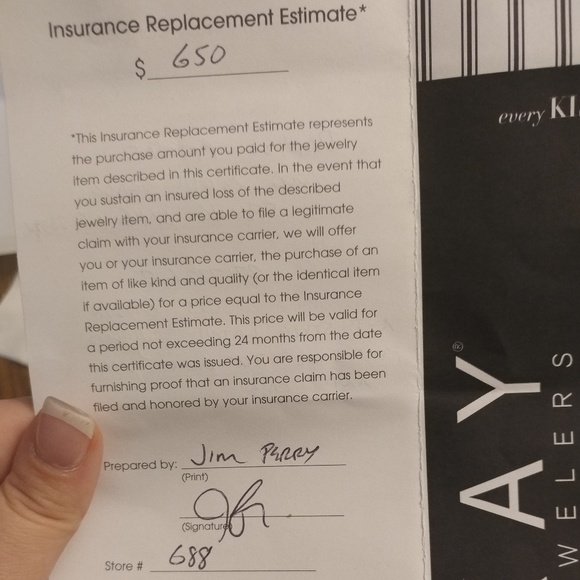 Insurance Replacement Estimate*
$ 650
*This Insurance Replacement Estimate represents
the purchase amount you paid for the jewelry
item described in this certificate. In the event that
you sustain an insured loss of the described
jewelry item, and are able to file a legitimate
claim with your insurance carrier, we will offer
you or your insurance carrier, the purchase of an
item of like kind and quality (or the identical item
if available) for a price equal to the Insurance
Replacement Estimate. This price will be valid for
a period not exceeding 24 months from the date
this certificate was issued. You are responsible for
furnishing proof that an insurance claim has been
filed and honored by your insurance carrier.
Prepared by: Jim PERRY
(Print)
(Signature)
Store # 688
every KI
AY®
WELERS